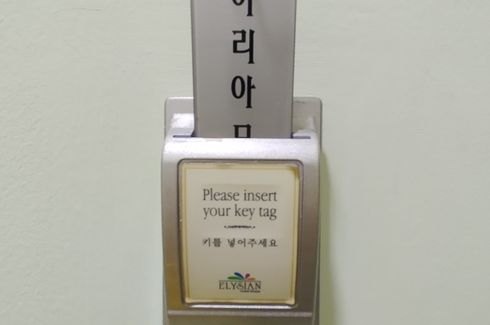 리아
Please insert
your key tag
키를 넣어주세요
ELYSIAN